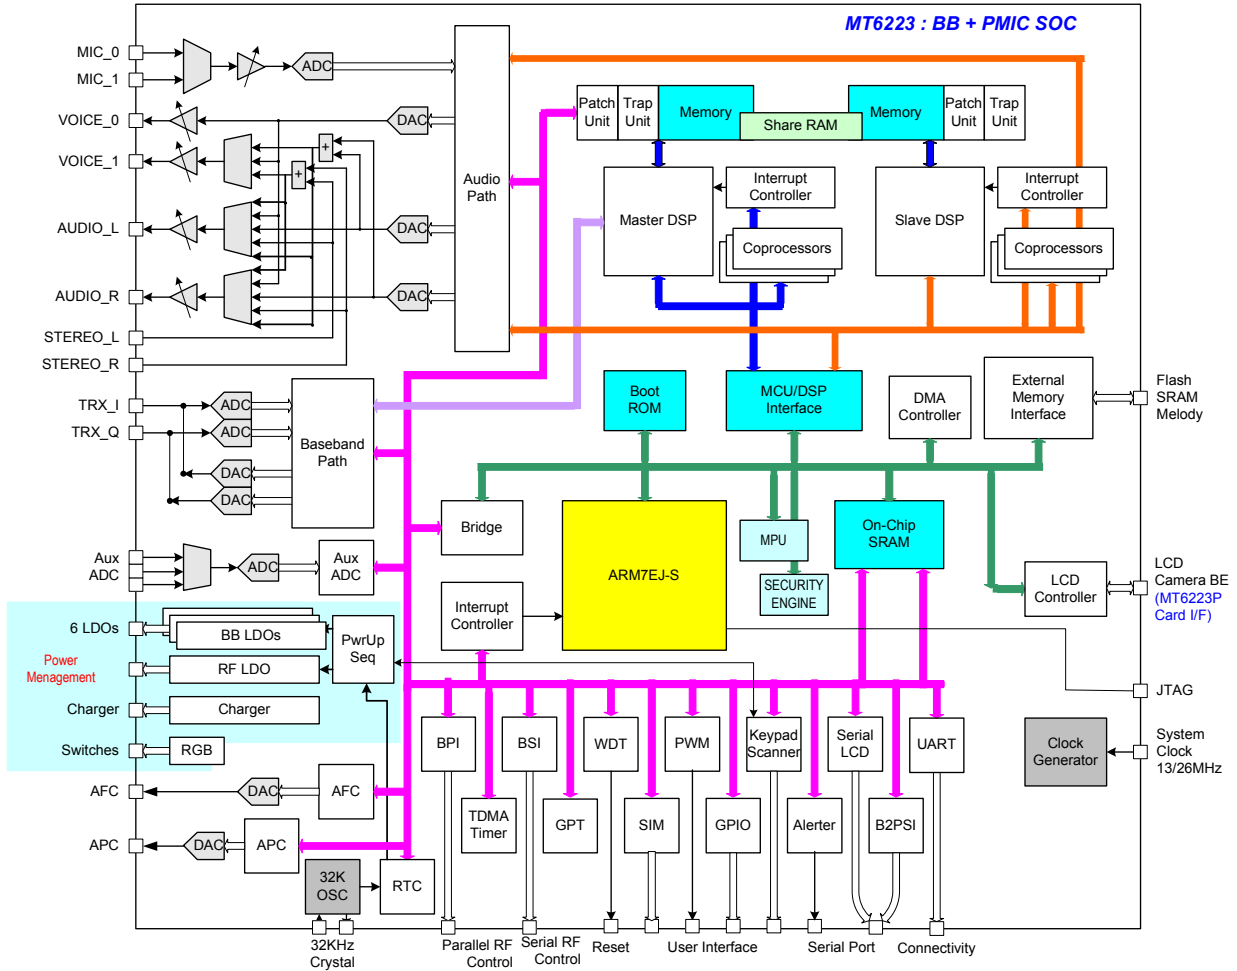 MT6223 : BB + PMIC SOC
MIC_0
MIC_1
ADC
VOICE_0
DAC
VOICE_1
+
+
AUDIO_L
DAC
AUDIO_R
DAC
STEREO_L
STEREO_R
Audio
Path
Patch
Unit
Trap
Unit
Memory
Share RAM
Memory
Patch
Unit
Trap
Unit
Master DSP
Interrupt
Controller
Coprocessors
Slave DSP
Interrupt
Controller
Coprocessors
TRX_I
TRX_Q
ADC
ADC
DAC
DAC
Baseband
Path
Boot
ROM
MCU/DSP
Interface
DMA
Controller
External
Memory
Interface
Flash
SRAM
Melody
Bridge
ARM7EJ-S
MPU
SECURITY
ENGINE
On-Chip
SRAM
LCD
Controller
LCD
Camera BE
(MT6223P
Card I/F)
Aux
ADC
ADC
Aux
ADC
Interrupt
Controller
6 LDOs
BB LDOs
PwrUp
Seq
Power
Menagement
RF LDO
Charger
Charger
Switches
RGB
JTAG
BPI
BSI
WDT
PWM
Keypad
Scanner
Serial
LCD
UART
Clock
Generator
System
Clock
13/26MHz
AFC
DAC
AFC
TDMA
Timer
GPT
SIM
GPIO
Alerter
B2PSI
APC
DAC
APC
32K
OSC
RTC
32KHz
Crystal
Parallel RF
Control
Serial RF
Control
Reset
User Interface
Serial Port
Connectivity